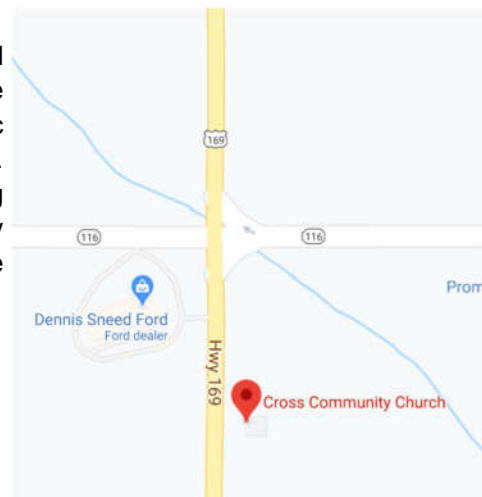 169
116
116
Prom
Dennis Sneed Ford
Ford dealer
Hwy 169
Cross Community Church